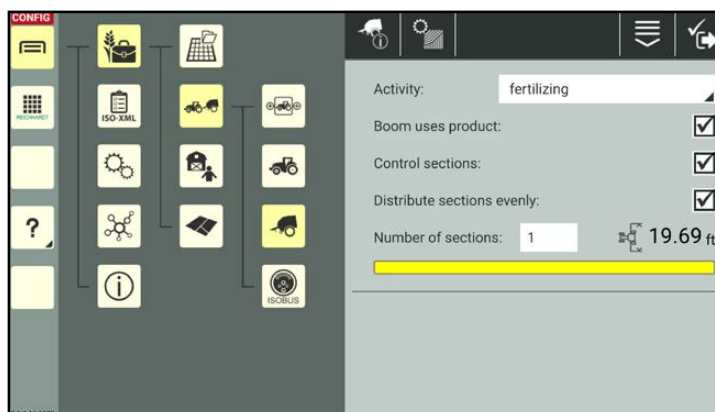 CONFIG
ISO-XML
REICHHARDT
?
ISOBUS
Activity: fertilizing
Boom uses product:
Control sections:
Distribute sections evenly:
Number of sections: 1 19.69 ft